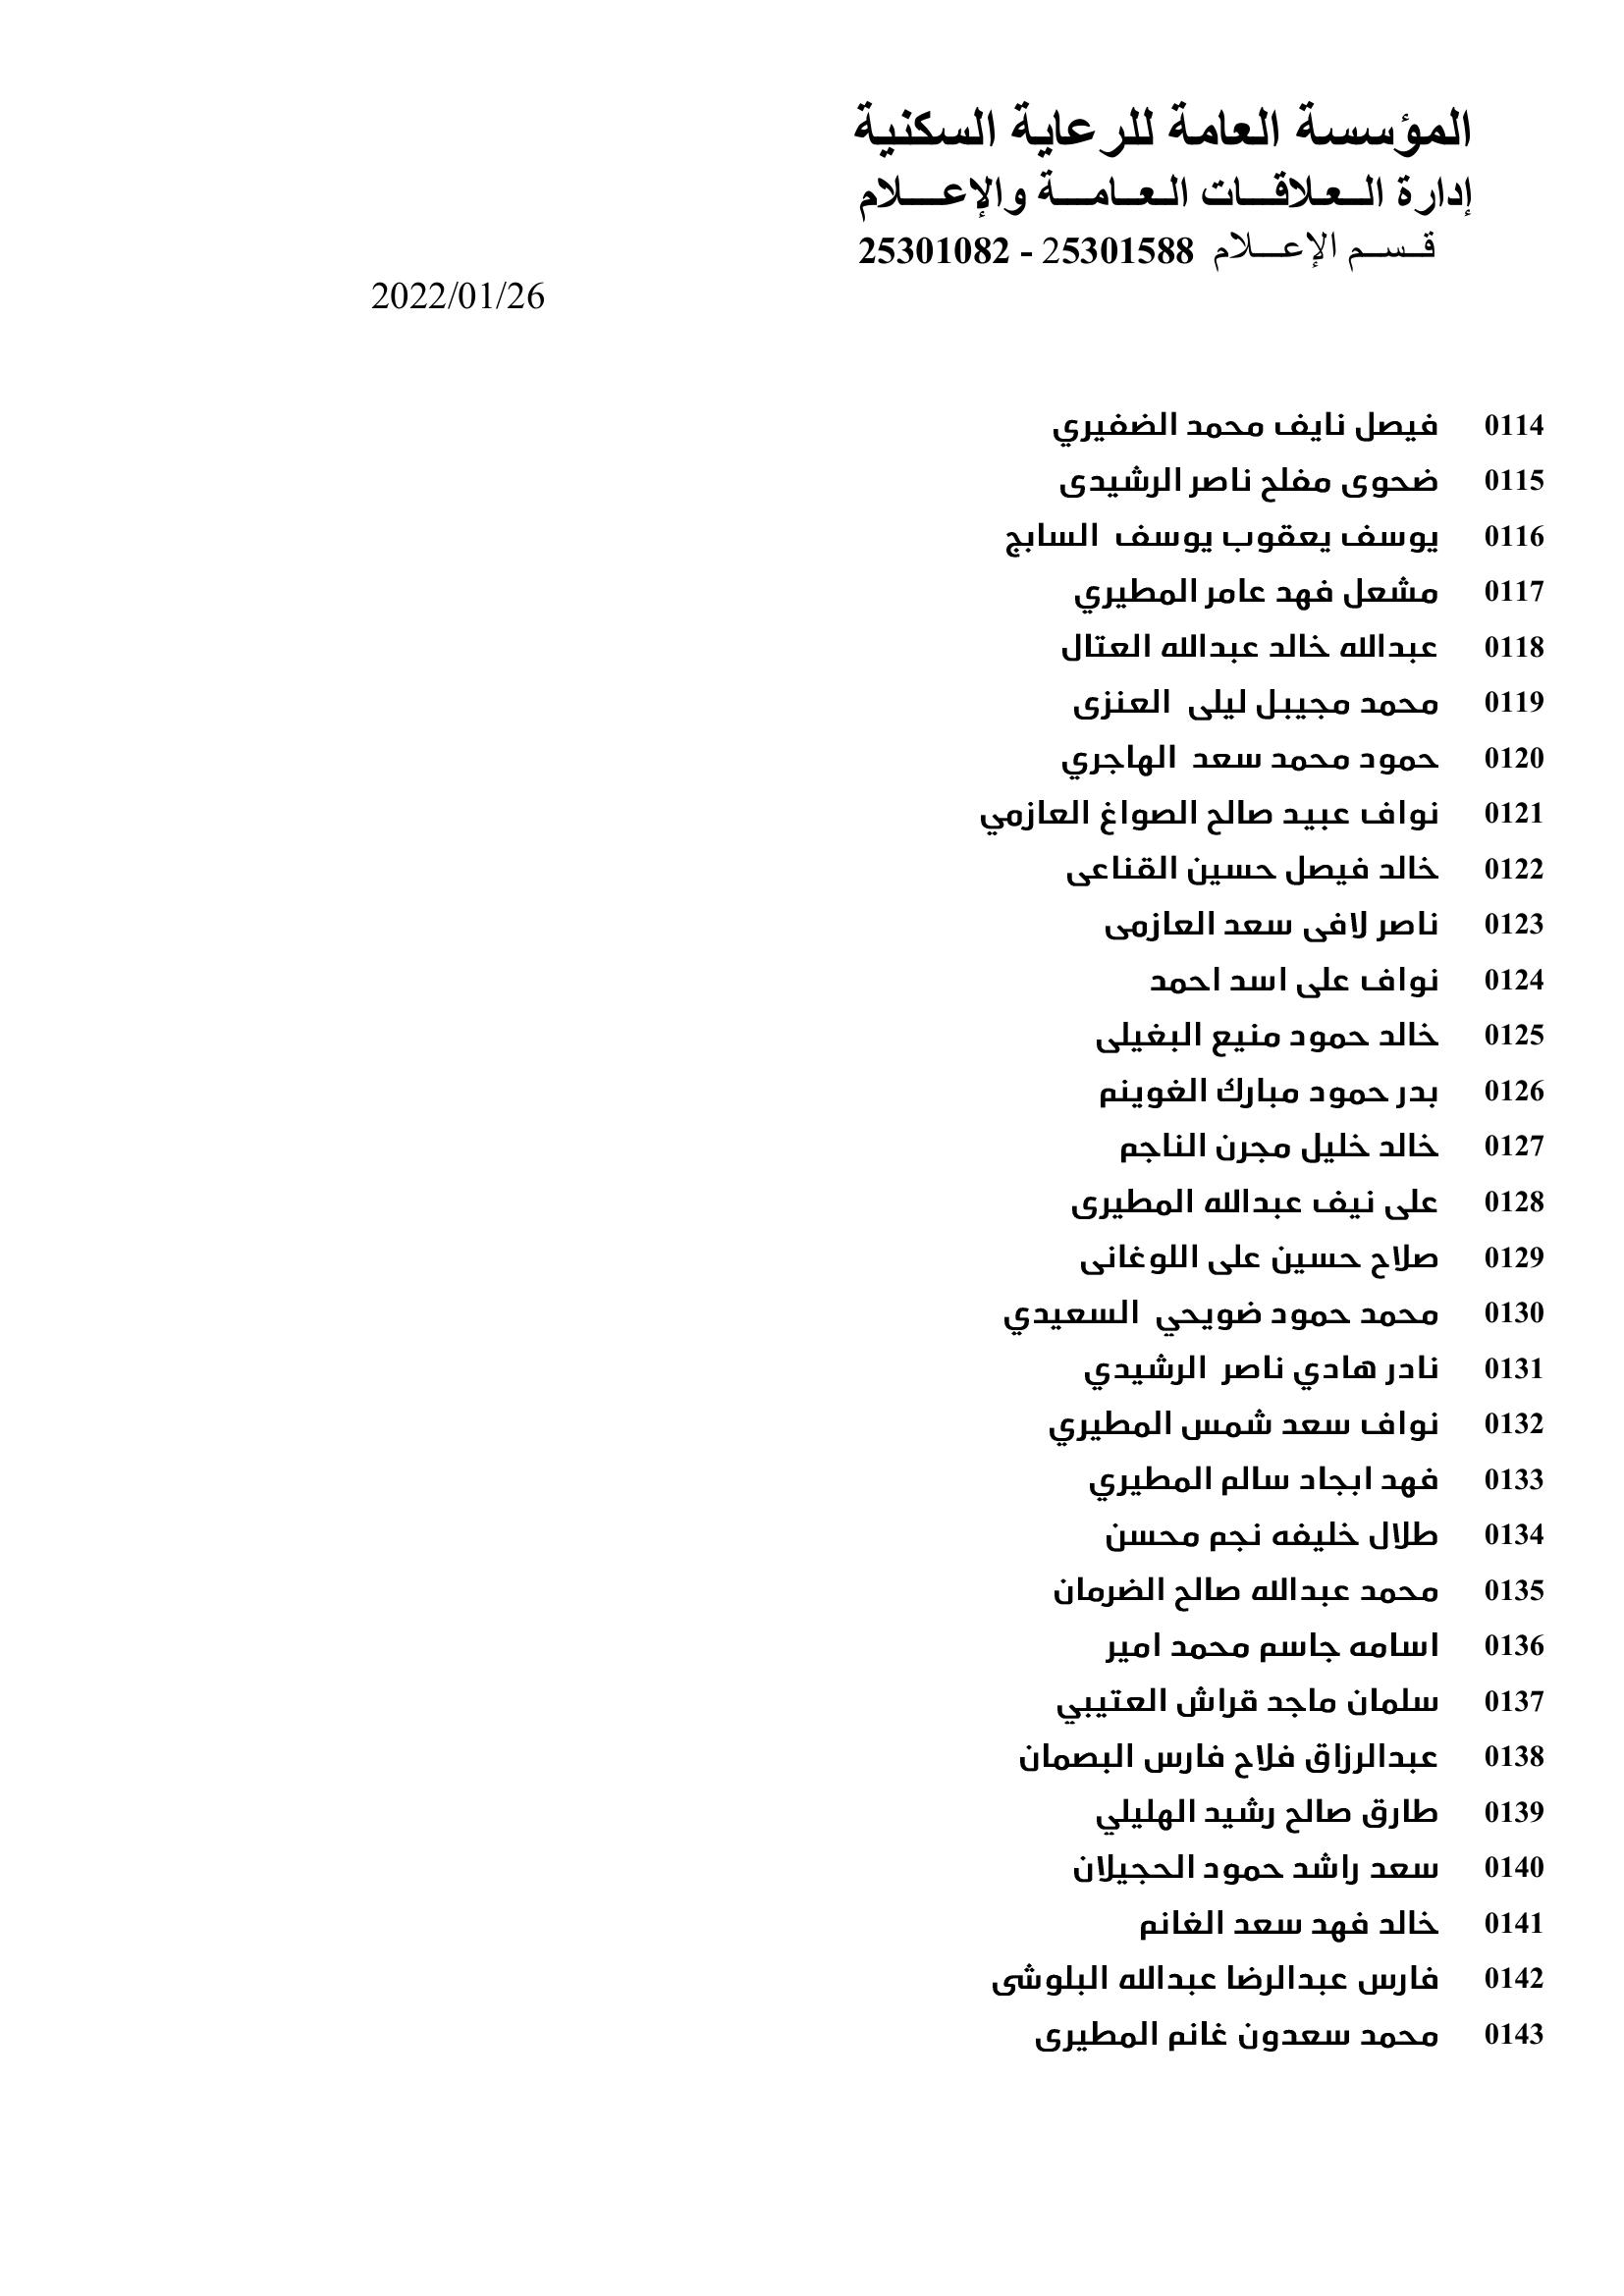 المؤسسة العامة للرعاية السكنية
إدارة الـعـلاقـــات الـعــامــــة والإعــــلام
قــســم الإعـــلام 25301588 - 25301082
2022/01/26
0114 فيصل نايف محمد الضفيري
0115 ضحوى مفلح ناصر الرشيدى
0116 يوسف يعقوب يوسف السابج
0117 مشعل فهد عامر المطيري
0118 عبدالله خالد عبدالله العتال
0119 محمد مجيبل ليلى العنزى
0120 حمود محمد سعد الهاجري
0121 نواف عبيد صالح الصواغ العازمي
0122 خالد فيصل حسين القناعى
0123 ناصر لافى سعد العازمى
0124 نواف على اسد احمد
0125 خالد حمود منيع البغيلى
0126 بدر حمود مبارك الغوينم
0127 خالد خليل مجرن الناجم
0128 على نيف عبدالله المطيرى
0129 صلاح حسين على اللوغانى
0130 محمد حمود ضويحي السعيدي
0131 نادر هادي ناصر الرشيدي
0132 نواف سعد شمس المطيري
0133 فهد ابجاد سالم المطيري
0134 طلال خليفه نجم محسن
0135 محمد عبدالله صالح الضرمان
0136 اسامه جاسم محمد امير
0137 سلمان ماجد قراش العتيبي
0138 عبدالرزاق فلاح فارس البصمان
0139 طارق صالح رشيد الهليلي
0140 سعد راشد حمود الحجيلان
0141 خالد فهد سعد الغانم
0142 فارس عبدالرضا عبدالله البلوشى
0143 محمد سعدون غانم المطيرى